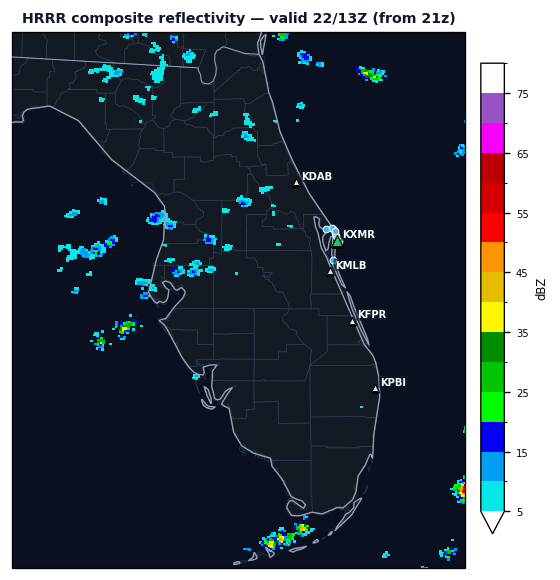 HRRR composite reflectivity — valid 22/13Z (from 21z)
KDAB
KXMR
KMLB
KFPR
KPBI
75
65
55
45
35
25
15
5
dBZ